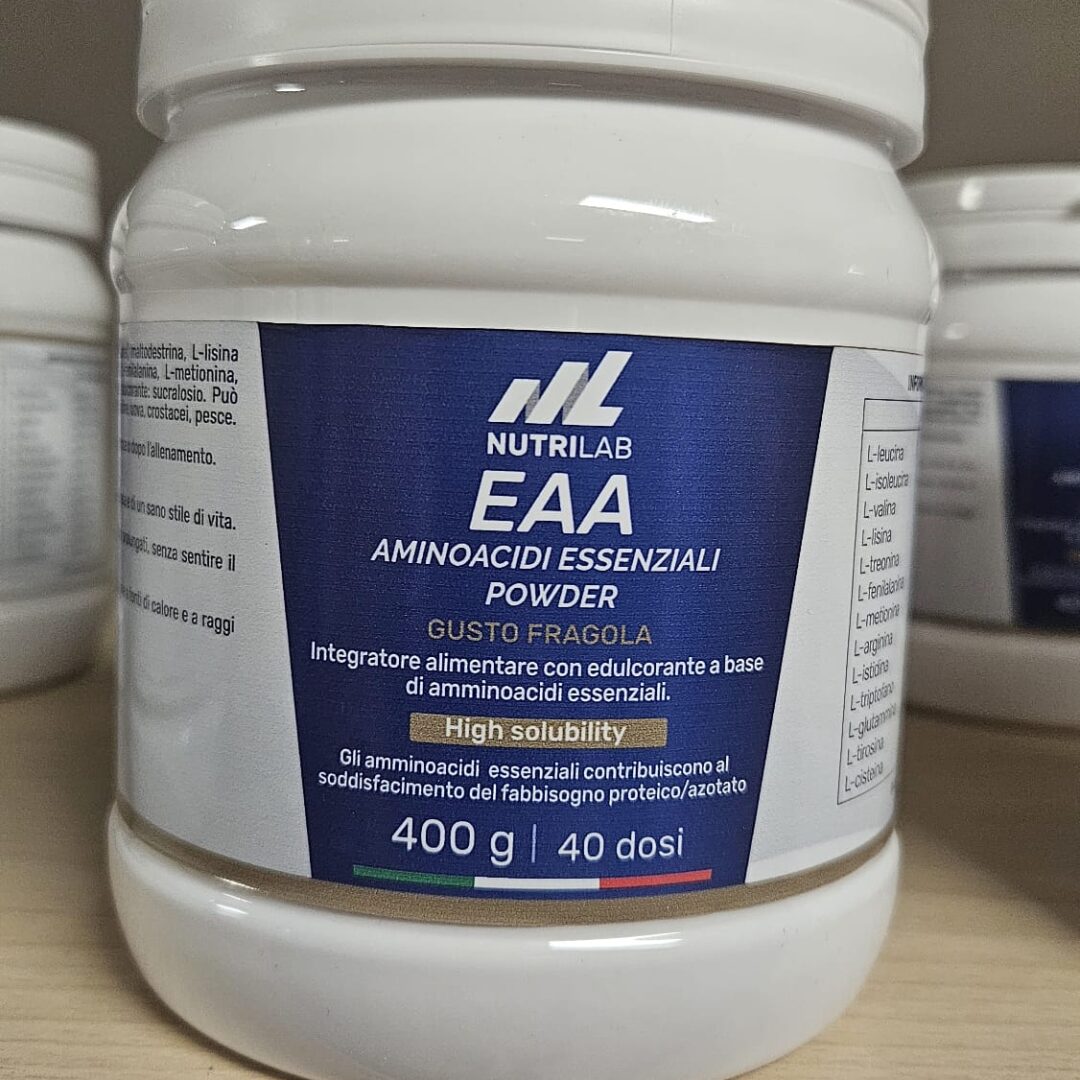 maltodestrina, L-lisina
L-metionina,
sucralosio. Può
crostacei, pesce.
dopo l'allenamento.
di un sano stile di vita.
senza sentire il
di calore e a raggi
NUTRILAB
EAA
AMINOACIDI ESSENZIALI
POWDER
GUSTO FRAGOLA
Integratore alimentare con edulcorante a base
di amminoacidi essenziali.
High solubility
Gli amminoacidi essenziali contribuiscono al
soddisfacimento del fabbisogno proteico/azotato
400 g | 40 dosi
L-leucina
L-isoleucina
L-valina
L-lisina
L-treonina
L-fenilalanina
L-metionina
L-arginina
L-istidina
L-triptofano
L-glutammina
L-tirosina
L-cisteina